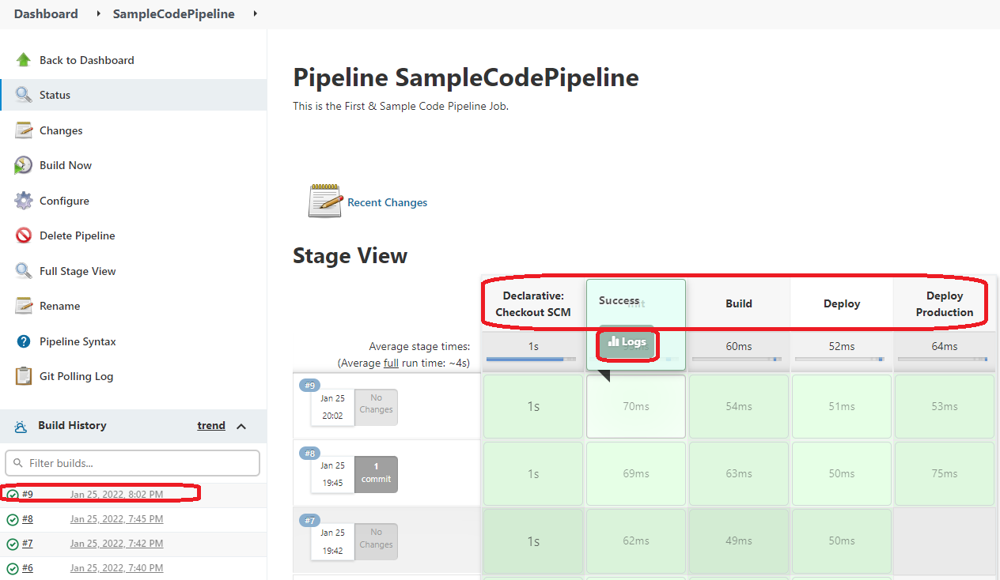 Dashboard SampleCodePipeline
Back to Dashboard
Status
Changes
Build Now
Configure
Delete Pipeline
Rename
Full Stage View
Pipeline Syntax
Git Polling Log
Build History trend
Filter builds...
#9 Jan 25, 2022, 8:02 PM
#8 Jan 25, 2022, 7:45 PM
#7 Jan 25, 2022, 7:42 PM
#6 Jan 25, 2022, 7:40 PM
Pipeline SampleCodePipeline
This is the First & Sample Code Pipeline Job.
Recent Changes
Stage View
Declarative:
Checkout SCM
Success
Build
Deploy
Deploy
Production
Average stage times:
(Average full run time: ~4s)
1s
Logs
60ms
52ms
64ms
#9
Jan 25
20:02
No
Changes
1s
70ms
54ms
51ms
53ms
#8
Jan 25
19:45
1
commit
1s
69ms
63ms
50ms
75ms
#7
Jan 25
19:42
No
Changes
1s
62ms
49ms
50ms